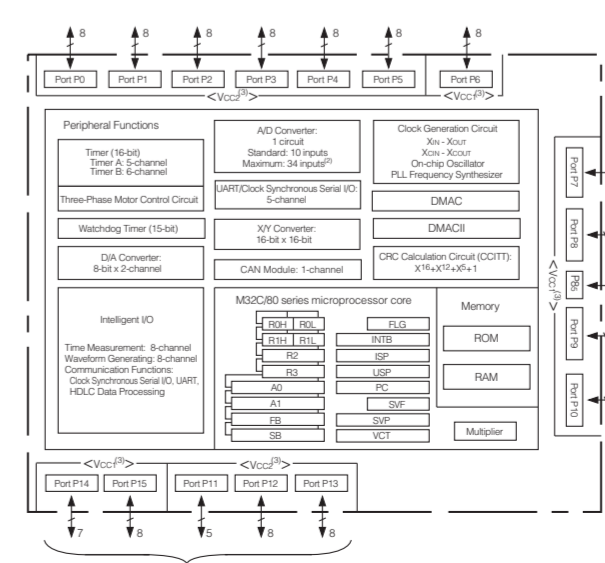 8 8 8 8 8 8 8
Port P0 Port P1 Port P2 Port P3 Port P4 Port P5 Port P6
<VCC2(3)> <VCC1(3)>
Peripheral Functions
Timer (16-bit)
Timer A: 5-channel
Timer B: 6-channel
Three-Phase Motor Control Circuit
Watchdog Timer (15-bit)
D/A Converter:
8-bit x 2-channel
Intelligent I/O
Time Measurement: 8-channel
Waveform Generating: 8-channel
Communication Functions:
Clock Synchronous Serial I/O, UART,
HDLC Data Processing
A/D Converter:
1 circuit
Standard: 10 inputs
Maximum: 34 inputs(2)
UART/Clock Synchronous Serial I/O:
5-channel
X/Y Converter:
16-bit x 16-bit
CAN Module: 1-channel
Clock Generation Circuit
XIN - XOUT
XCIN - XCOUT
On-chip Oscillator
PLL Frequency Synthesizer
DMAC
DMACII
CRC Calculation Circuit (CCITT):
X16+X12+X5+1
M32C/80 series microprocessor core
R0H R0L
R1H R1L
R2
R3
A0
A1
FB
SB
FLG
INTB
ISP
USP
PC
SVF
SVP
VCT
Memory
ROM
RAM
Multiplier
Port P7
Port P8
P85
Port P9
Port P10
<VCC1(3)>
<VCC1(3)> <VCC2(3)>
Port P14 Port P15 Port P11 Port P12 Port P13
7 8 5 8 8